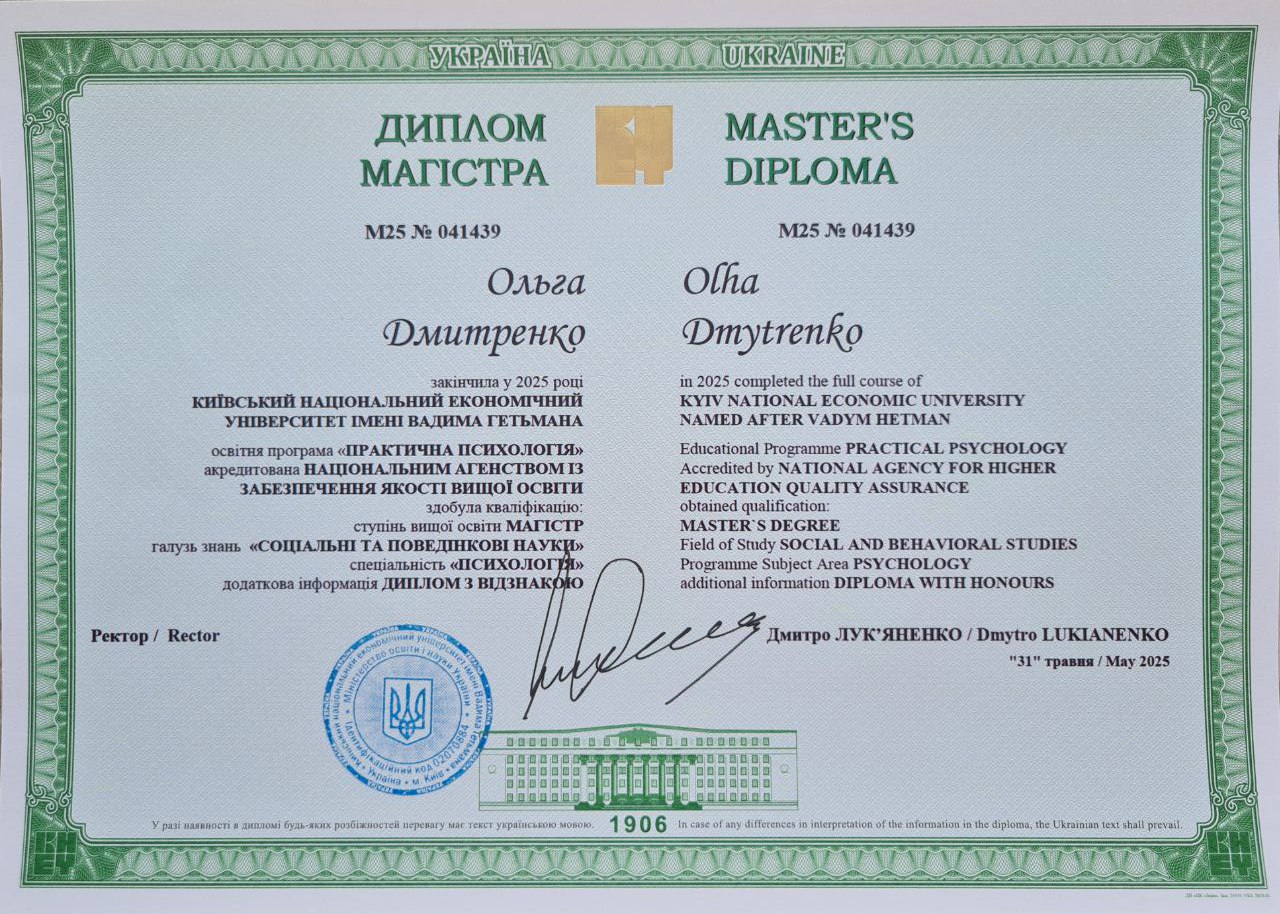 УКРАЇНА
UKRAINE
ДИПЛОМ
МАГІСТРА
MASTER'S
DIPLOMA
М25 № 041439
M25 № 041439
Ольга
Дмитренко
Olha
Dmytrenko
закінчила у 2025 році
КИЇВСЬКИЙ НАЦІОНАЛЬНИЙ ЕКОНОМІЧНИЙ
УНІВЕРСИТЕТ ІМЕНІ ВАДИМА ГЕТЬМАНА
освітня програма «ПРАКТИЧНА ПСИХОЛОГІЯ»
акредитована НАЦІОНАЛЬНИМ АГЕНСТВОМ ІЗ
ЗАБЕЗПЕЧЕННЯ ЯКОСТІ ВИЩОЇ ОСВІТИ
здобула кваліфікацію:
ступінь вищої освіти МАГІСТР
галузь знань «СОЦІАЛЬНІ ТА ПОВЕДІНКОВІ НАУКИ»
спеціальність «ПСИХОЛОГІЯ»
додаткова інформація ДИПЛОМ З ВІДЗНАКОЮ
in 2025 completed the full course of
KYIV NATIONAL ECONOMIC UNIVERSITY
NAMED AFTER VADYM HETMAN
Educational Programme PRACTICAL PSYCHOLOGY
Accredited by NATIONAL AGENCY FOR HIGHER
EDUCATION QUALITY ASSURANCE
obtained qualification:
MASTER`S DEGREE
Field of Study SOCIAL AND BEHAVIORAL STUDIES
Programme Subject Area PSYCHOLOGY
additional information DIPLOMA WITH HONOURS
Ректор / Rector
Дмитро ЛУК’ЯНЕНКО / Dmytro LUKIANENKO
"31" травня / May 2025
Київський національний економічний університет імені Вадима Гетьмана
Міністерство освіти і науки України
Ідентифікаційний код 02070884
Україна • м. Київ
У разі наявності в дипломі будь-яких розбіжностей перевагу має текст українською мовою.
1906
In case of any differences in interpretation of the information in the diploma, the Ukrainian text shall prevail.
КНЕУ
КНЕУ